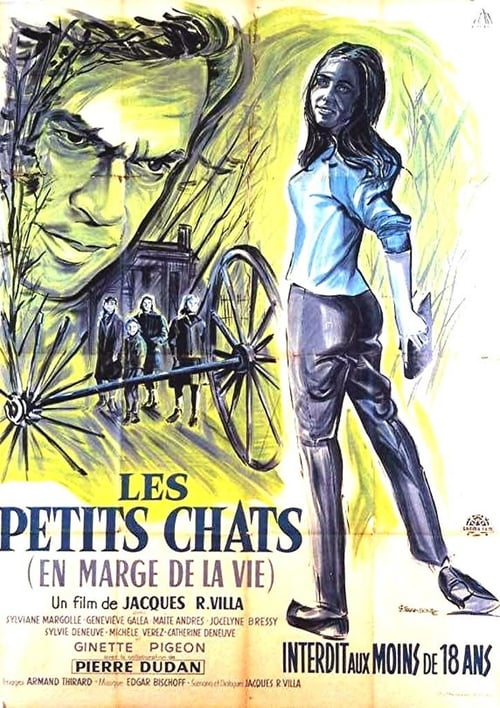 LES
PETITS CHATS
(EN MARGE DE LA VIE)
Un film de JACQUES R.VILLA
SYLVIANE MARGOLLE · GENEVIÈVE GALÉA · MAITE ANDRÈS · JOCELYNE BRESSY
SYLVIE DENEUVE · MICHÈLE VEREZ · CATHERINE DENEUVE
GINETTE PIGEON
avec la collaboration de
PIERRE DUDAN
Images ARMAND THIRARD · Musique EDGAR BISCHOFF · Scénario et Dialogues JACQUES R.VILLA
INTERDIT AUX MOINS DE 18 ANS